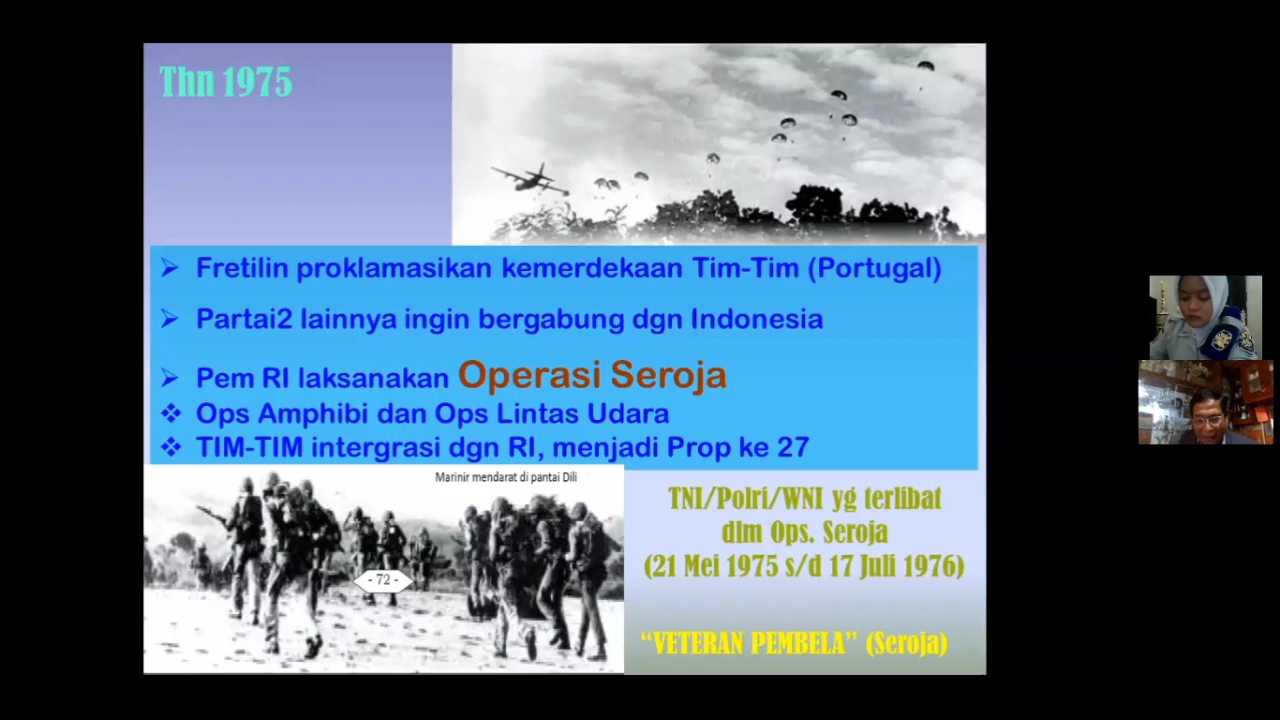 Thn 1975
Fretilin proklamasikan kemerdekaan Tim-Tim (Portugal)
Partai2 lainnya ingin bergabung dgn Indonesia
Pem RI laksanakan Operasi Seroja
Ops Amphibi dan Ops Lintas Udara
TIM-TIM intergrasi dgn RI, menjadi Prop ke 27
Marinir mendarat di pantai Dili
- 72 -
TNI/Polri/WNI yg terlibat
dlm Ops. Seroja
(21 Mei 1975 s/d 17 Juli 1976)
“VETERAN PEMBELA” (Seroja)